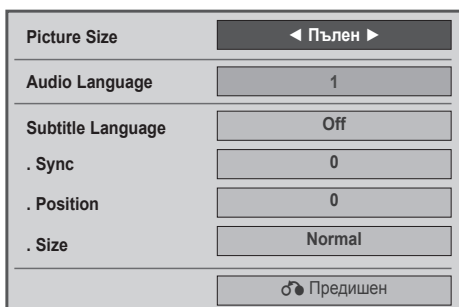 Picture Size ◄ Пълен ►
Audio Language 1
Subtitle Language Off
. Sync 0
. Position 0
. Size Normal
Предишен